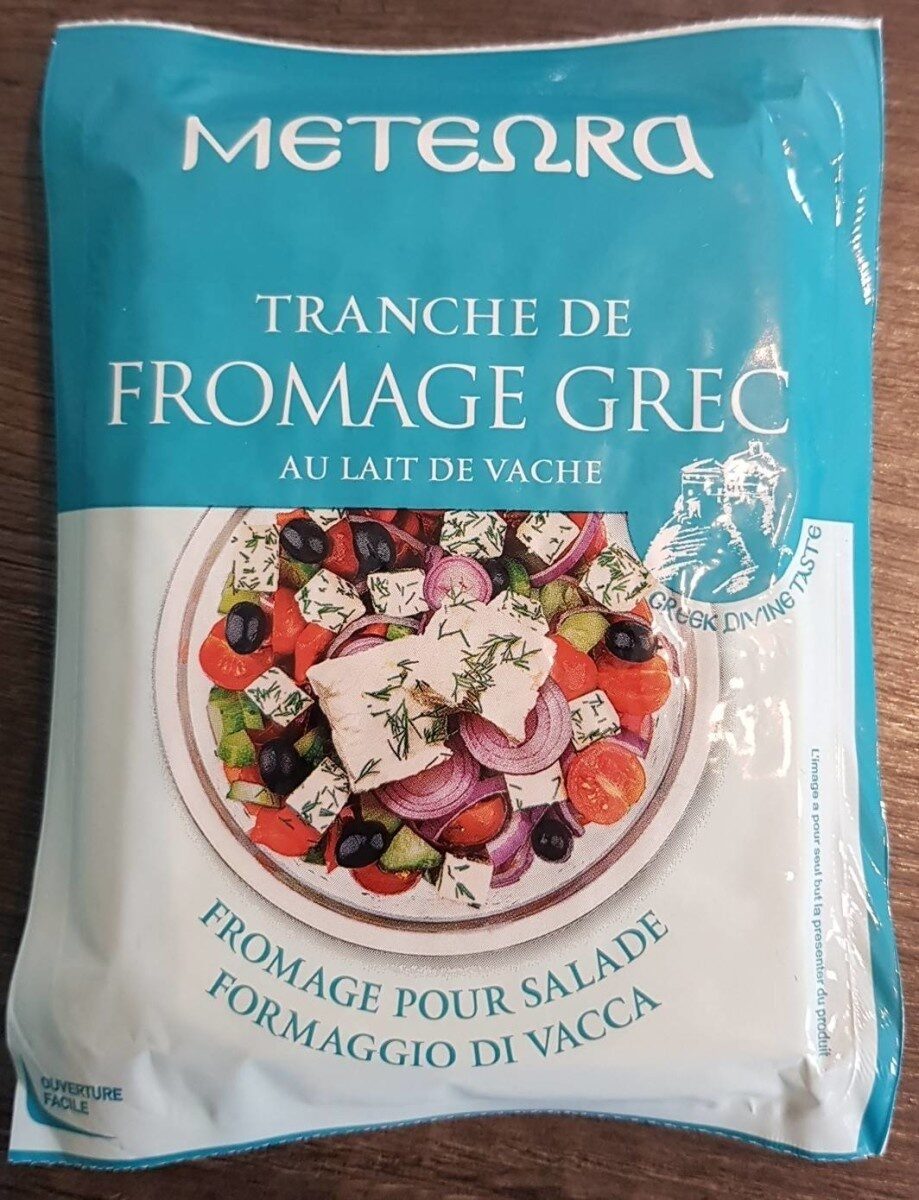 METEΩRA
TRANCHE DE
FROMAGE GREC
AU LAIT DE VACHE
GREEK DIVINE TASTE
L'image a pour seul but la presenter du produit
FROMAGE POUR SALADE
FORMAGGIO DI VACCA
OUVERTURE
FACILE